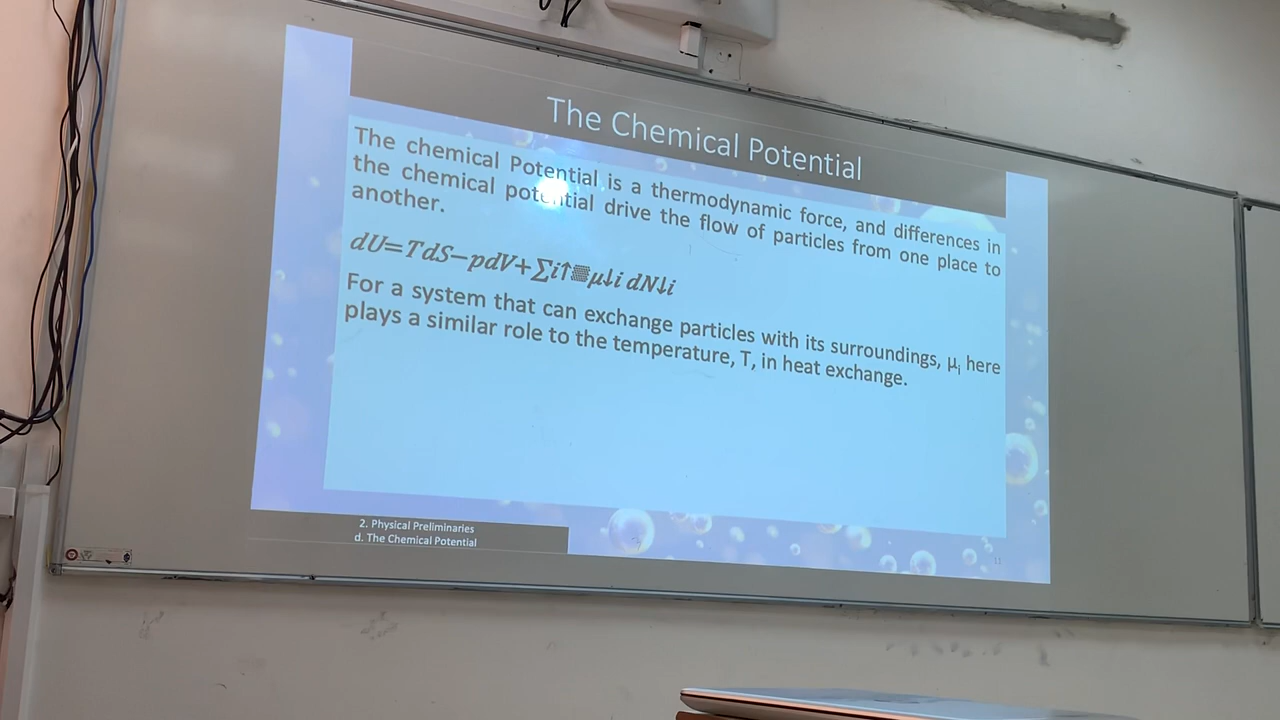 The Chemical Potential
The chemical Potential is a thermodynamic force, and differences in
the chemical potential drive the flow of particles from one place to
another.
dU=TdS−pdV+∑i↑▒μ↓i dN↓i
For a system that can exchange particles with its surroundings, μᵢ here
plays a similar role to the temperature, T, in heat exchange.
2. Physical Preliminaries
d. The Chemical Potential
11